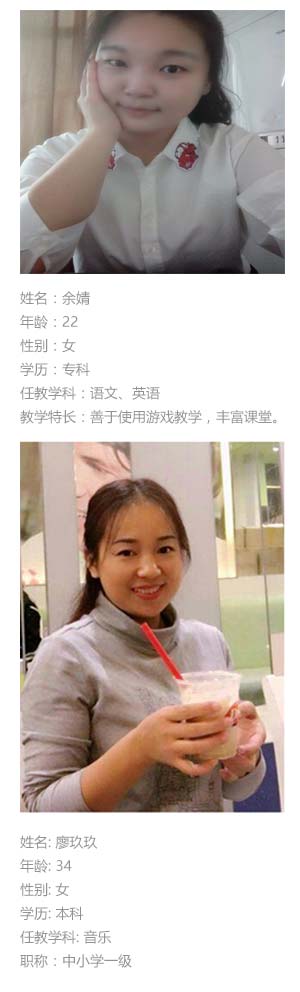 姓名：余婧
年龄：22
性别：女
学历：专科
任教学科：语文、英语
教学特长：善于使用游戏教学，丰富课堂。
姓名: 廖玖玖
年龄: 34
性别: 女
学历: 本科
任教学科: 音乐
职称：中小学一级